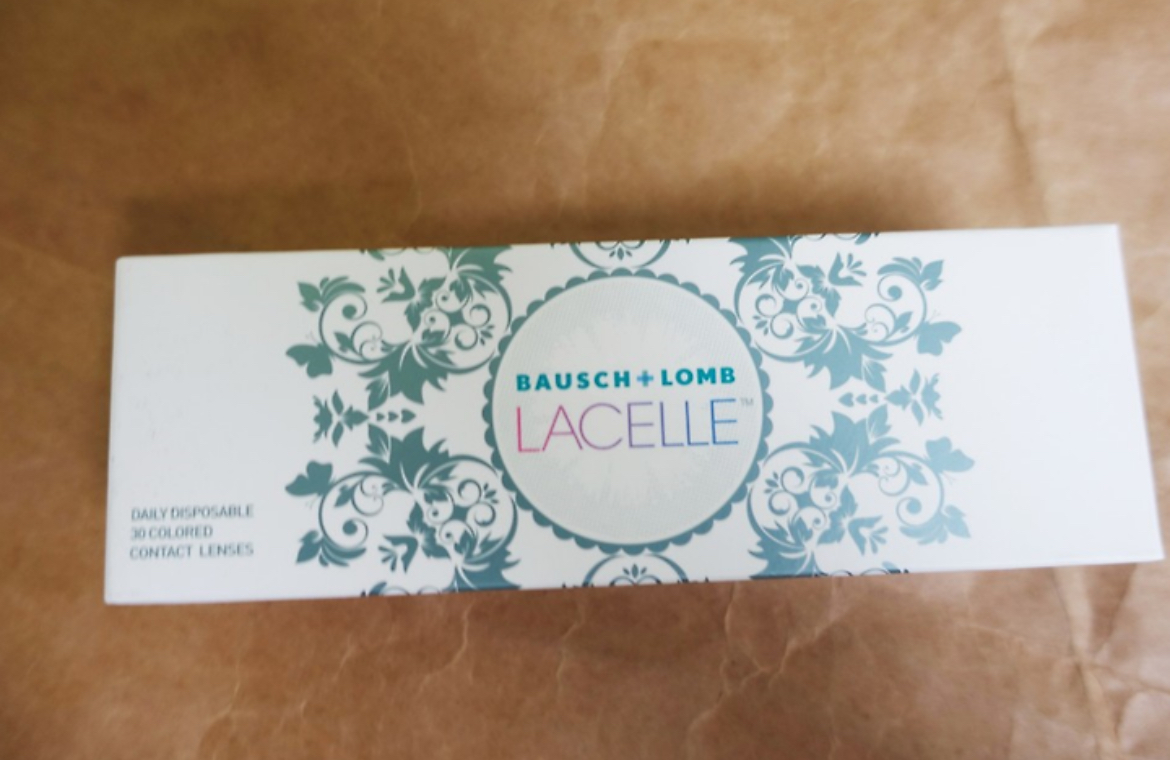 BAUSCH+LOMB
LACELLE™
DAILY DISPOSABLE
30 COLORED
CONTACT LENSES